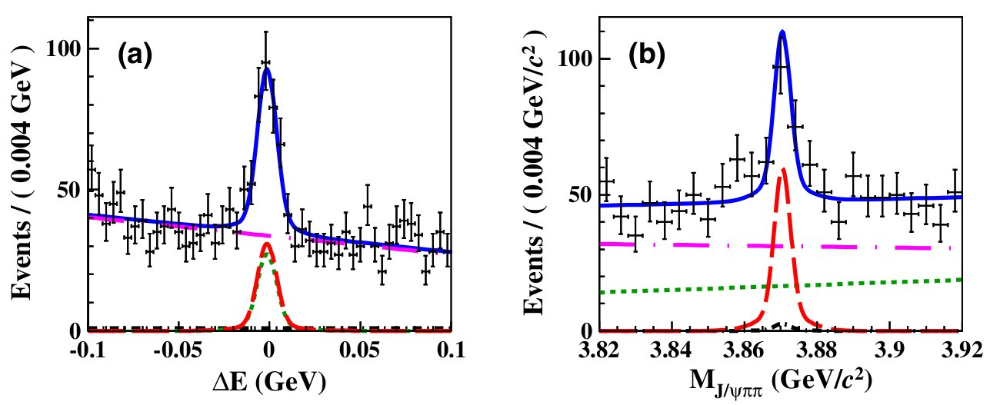 (a)
Events / ( 0.004 GeV )
100
50
0
-0.1 -0.05 0 0.05 0.1
ΔE (GeV)
(b)
Events / ( 0.004 GeV/c² )
100
50
0
3.82 3.84 3.86 3.88 3.9 3.92
M_J/ψππ (GeV/c²)